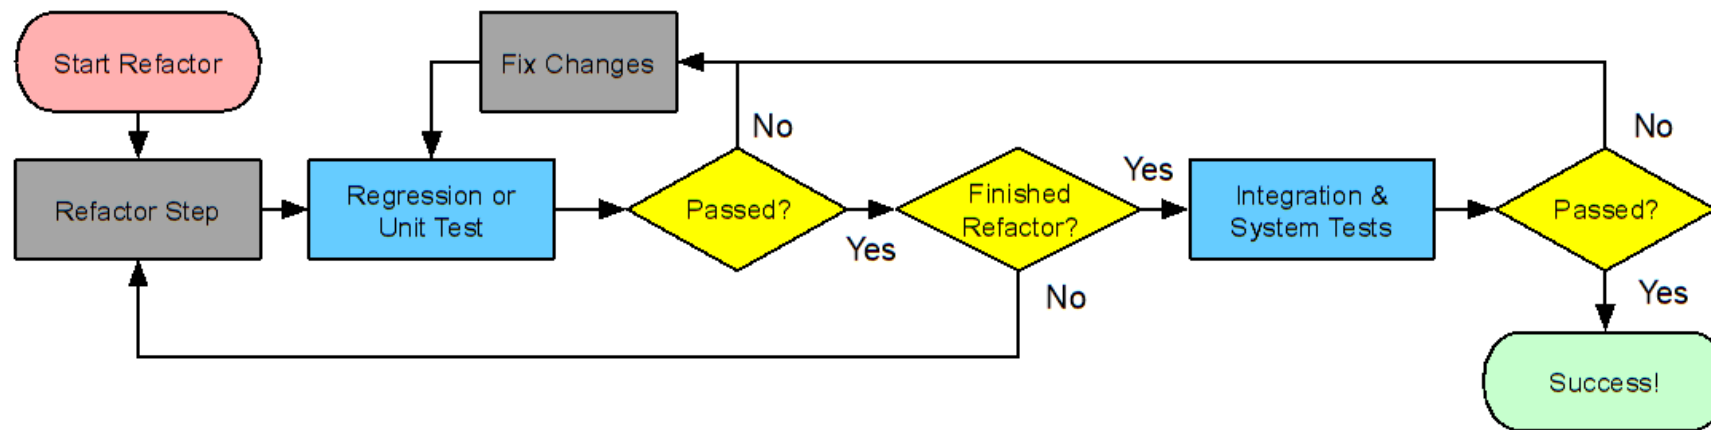 Start Refactor
Fix Changes
No
No
Refactor Step
Regression or
Unit Test
Passed?
Yes
Finished
Refactor?
Yes
No
Integration &
System Tests
Passed?
Yes
Success!